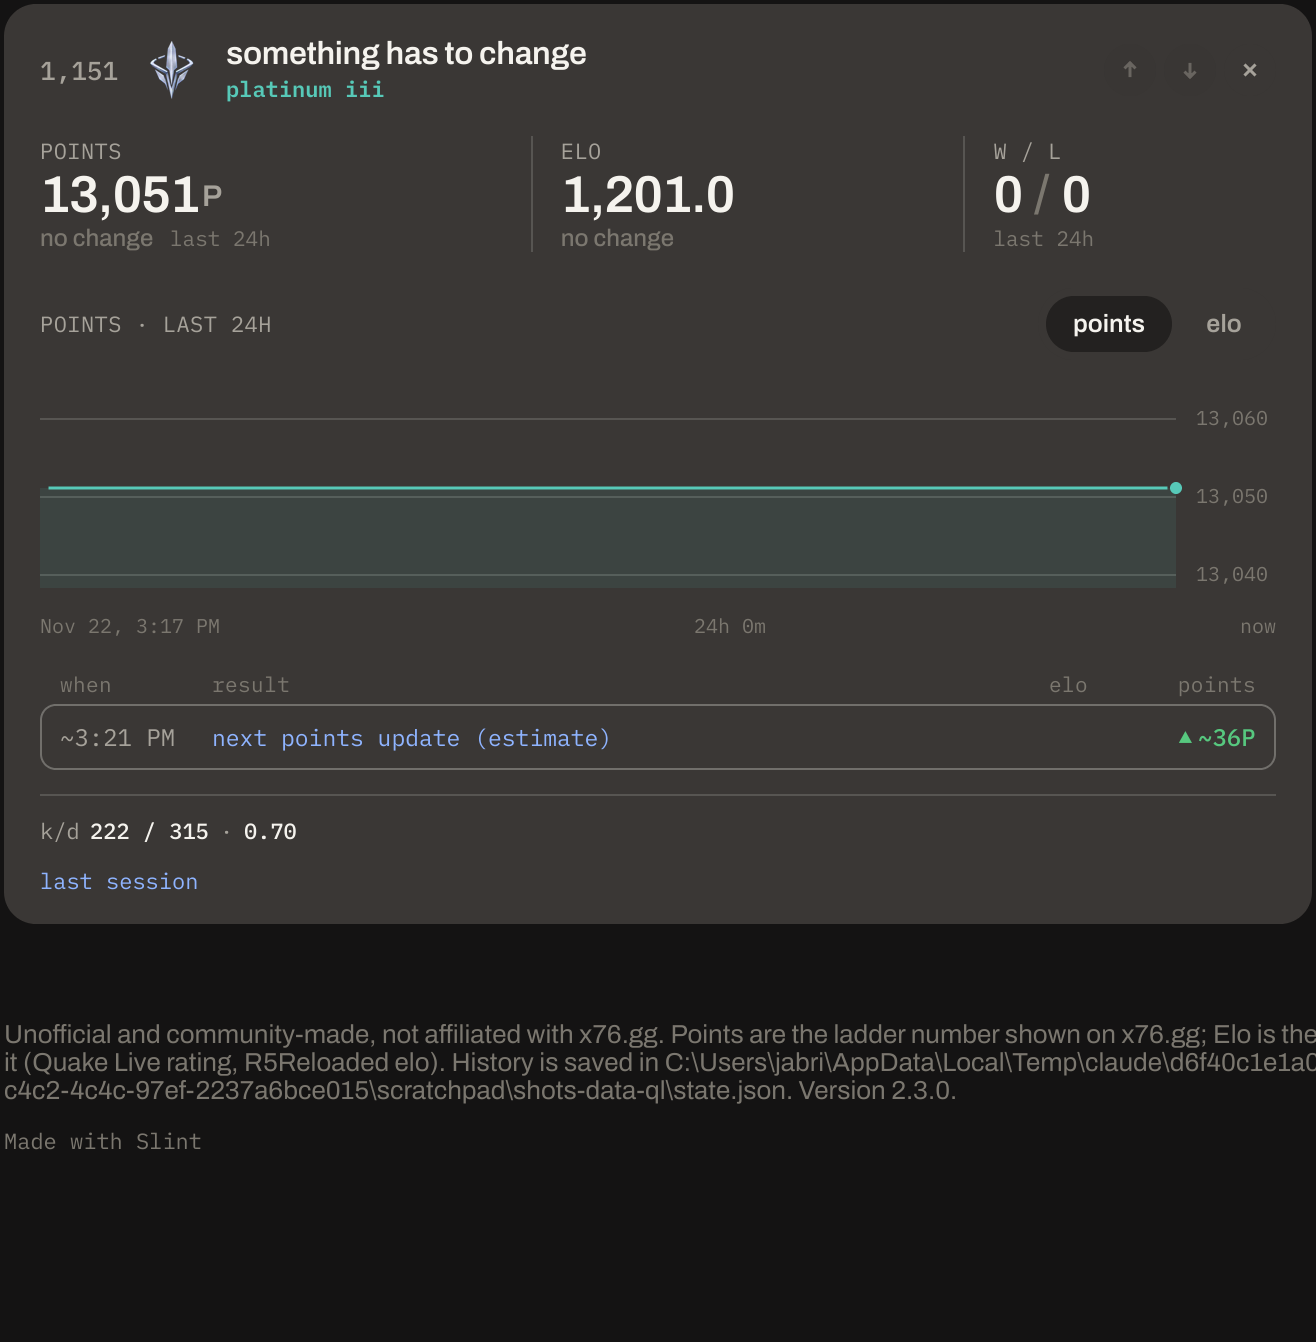 1,151
something has to change
platinum iii
↑ ↓ ×
POINTS
13,051P
no change last 24h
ELO
1,201.0
no change
W / L
0 / 0
last 24h
POINTS · LAST 24H
points elo
13,060
13,050
13,040
Nov 22, 3:17 PM 24h 0m now
when result elo points
~3:21 PM next points update (estimate) ▲~36P
k/d 222 / 315 · 0.70
last session
Unofficial and community-made, not affiliated with x76.gg. Points are the ladder number shown on x76.gg; Elo is the
it (Quake Live rating, R5Reloaded elo). History is saved in C:\Users\jabri\AppData\Local\Temp\claude\d6f40c1e1a0
c4c2-4c4c-97ef-2237a6bce015\scratchpad\shots-data-ql\state.json. Version 2.3.0.
Made with Slint